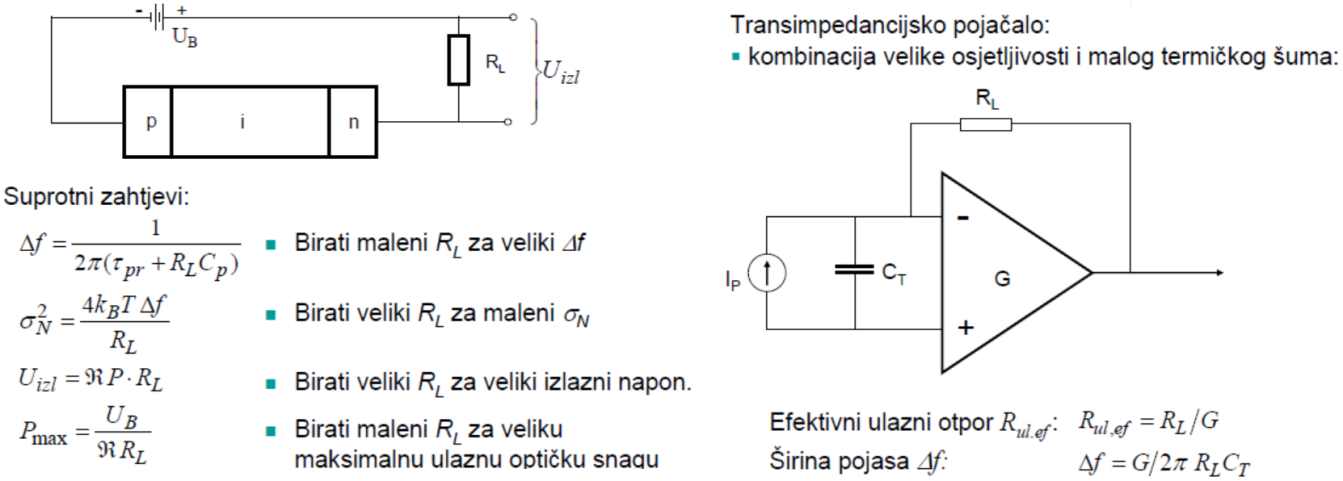 - +
U_B
R_L
U_izl
p i n
Suprotni zahtjevi:
Δf = 1 / 2π(τ_pr + R_L C_p)
▪ Birati maleni R_L za veliki Δf
σ_N^2 = 4k_B T Δf / R_L
▪ Birati veliki R_L za maleni σ_N
U_izl = ℜP · R_L
▪ Birati veliki R_L za veliki izlazni napon.
P_max = U_B / ℜR_L
▪ Birati maleni R_L za veliku
maksimalnu ulaznu optičku snagu
Transimpedancijsko pojačalo:
▪ kombinacija velike osjetljivosti i malog termičkog šuma:
R_L
-
I_P
C_T
G
+
Efektivni ulazni otpor R_ul.ef: R_ul,ef = R_L/G
Širina pojasa Δf: Δf = G/2π R_L C_T